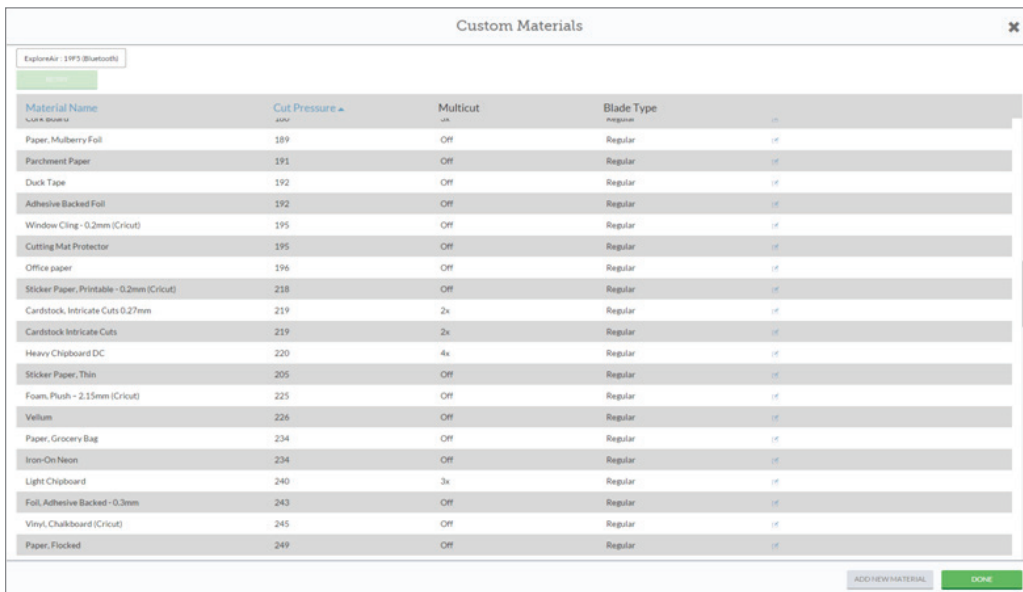 Custom Materials
ExploreAir : 19F5 (Bluetooth)
Material Name Cut Pressure Multicut Blade Type
Cork Board 180 3x Regular
Paper, Mulberry Foil 189 Off Regular
Parchment Paper 191 Off Regular
Duck Tape 192 Off Regular
Adhesive Backed Foil 192 Off Regular
Window Cling - 0.2mm (Cricut) 195 Off Regular
Cutting Mat Protector 195 Off Regular
Office paper 196 Off Regular
Sticker Paper, Printable - 0.2mm (Cricut) 218 Off Regular
Cardstock, Intricate Cuts 0.27mm 219 2x Regular
Cardstock Intricate Cuts 219 2x Regular
Heavy Chipboard DC 220 4x Regular
Sticker Paper, Thin 205 Off Regular
Foam, Plush – 2.15mm (Cricut) 225 Off Regular
Vellum 226 Off Regular
Paper, Grocery Bag 234 Off Regular
Iron-On Neon 234 Off Regular
Light Chipboard 240 3x Regular
Foil, Adhesive Backed - 0.3mm 243 Off Regular
Vinyl, Chalkboard (Cricut) 245 Off Regular
Paper, Flocked 249 Off Regular
ADD NEW MATERIAL DONE